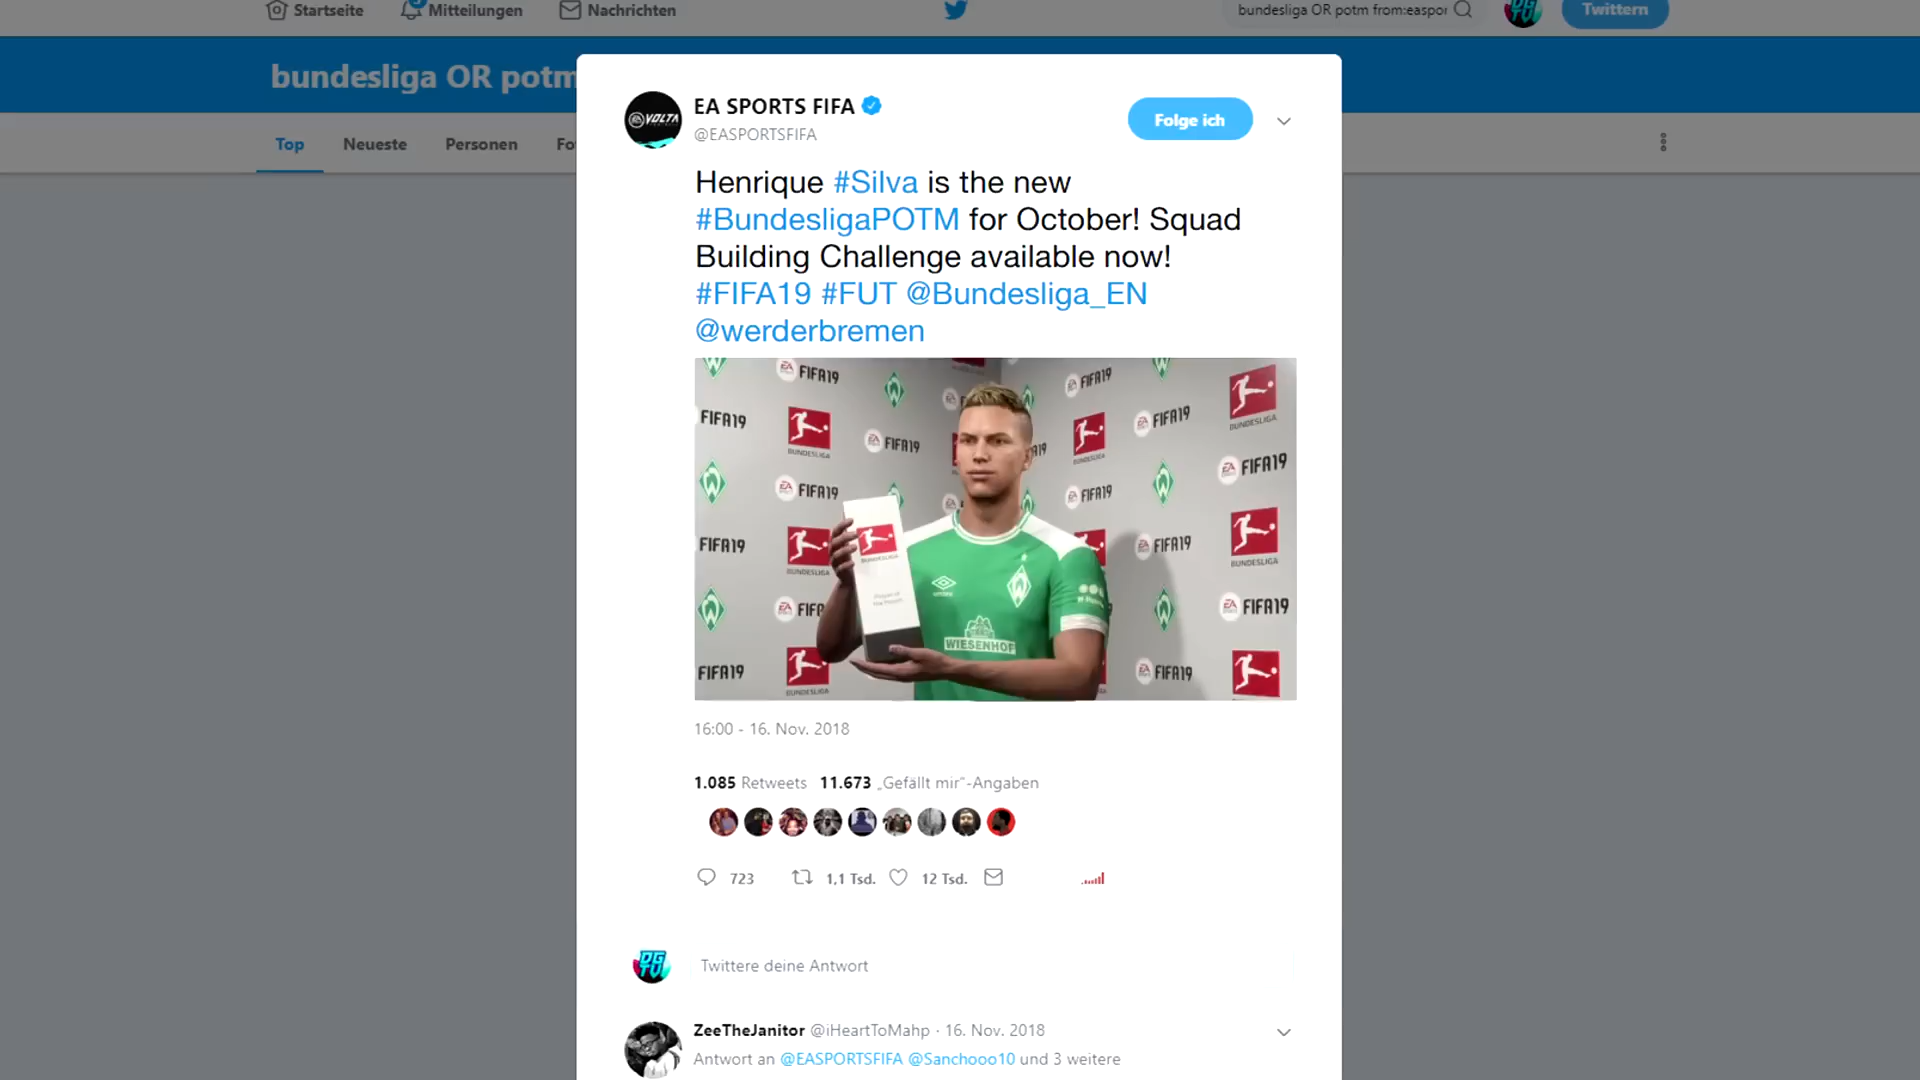 Startseite
Mitteilungen
Nachrichten
bundesliga OR potm from:easpor
Twittern
bundesliga OR potm
Top
Neueste
Personen
Fo
EA SPORTS FIFA
@EASPORTSFIFA
Folge ich
Henrique #Silva is the new
#BundesligaPOTM for October! Squad
Building Challenge available now!
#FIFA19 #FUT @Bundesliga_EN
@werderbremen
FIFA19
BUNDESLIGA
WIESENHOF
16:00 - 16. Nov. 2018
1.085 Retweets 11.673 „Gefällt mir“-Angaben
723
1,1 Tsd.
12 Tsd.
Twittere deine Antwort
ZeeTheJanitor @iHeartToMahp · 16. Nov. 2018
Antwort an @EASPORTSFIFA @Sanchooo10 und 3 weitere